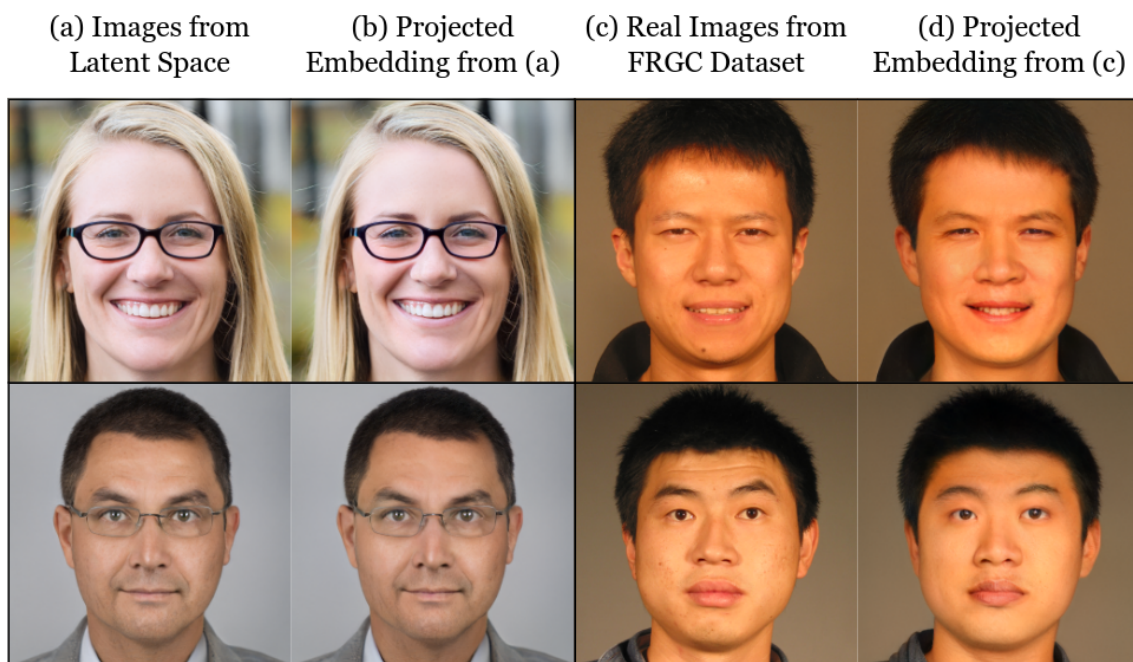 (a) Images from
Latent Space
(b) Projected
Embedding from (a)
(c) Real Images from
FRGC Dataset
(d) Projected
Embedding from (c)